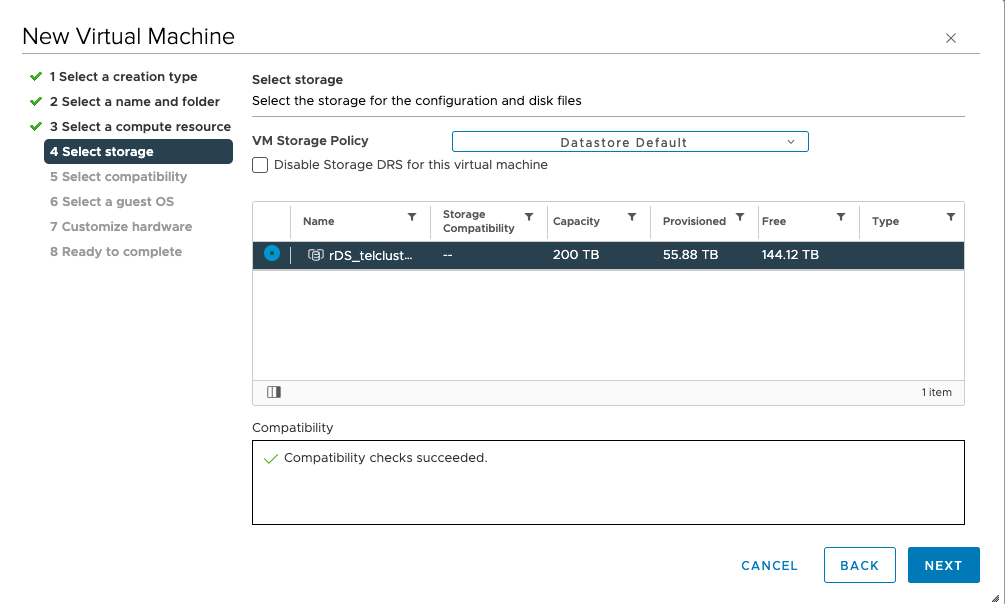 New Virtual Machine
1 Select a creation type
2 Select a name and folder
3 Select a compute resource
4 Select storage
5 Select compatibility
6 Select a guest OS
7 Customize hardware
8 Ready to complete
Select storage
Select the storage for the configuration and disk files
VM Storage Policy
Datastore Default
Disable Storage DRS for this virtual machine
Name Storage Compatibility Capacity Provisioned Free Type
rDS_telclust... -- 200 TB 55.88 TB 144.12 TB
1 item
Compatibility
Compatibility checks succeeded.
CANCEL BACK NEXT